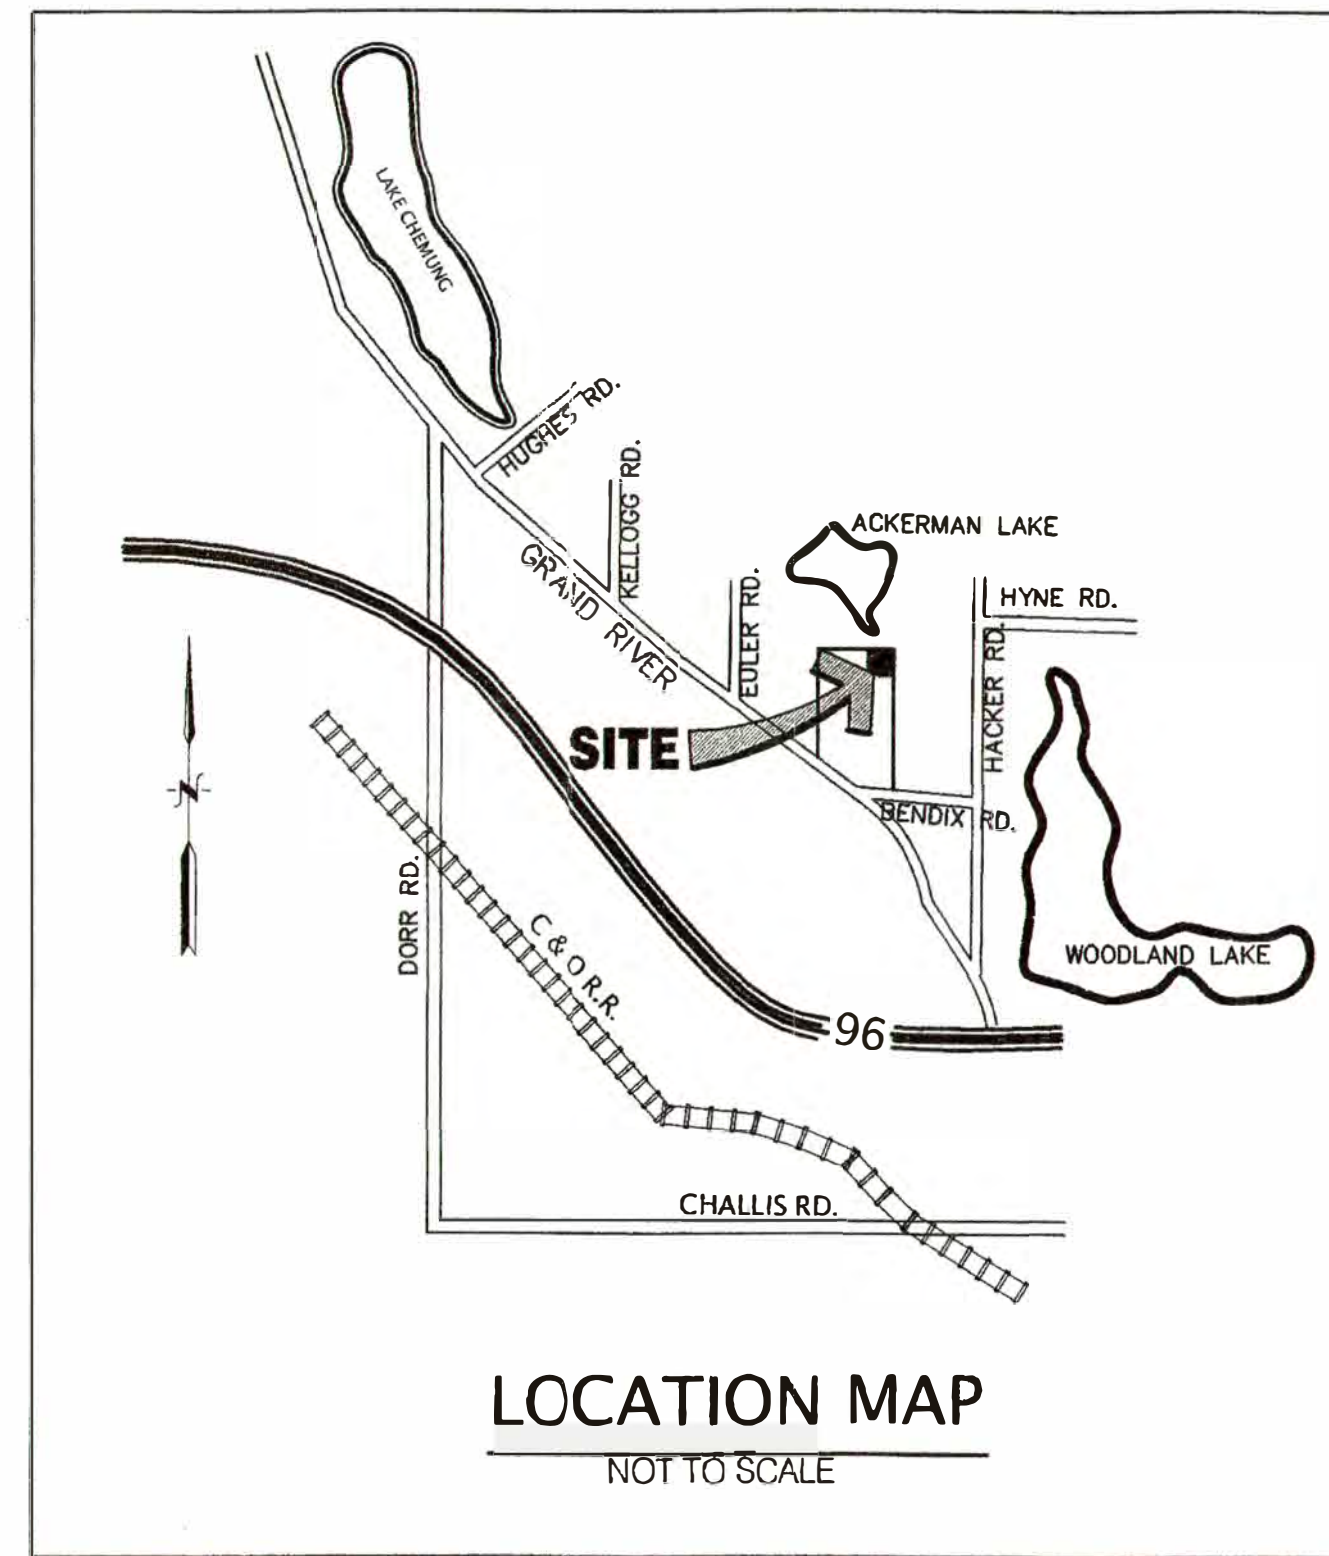 LAKE CHEMUNG
HUGHES RD.
KELLOGG RD.
ACKERMAN LAKE
GRAND RIVER
EULER RD.
HYNE RD.
HACKER RD.
SITE
N
BENDIX RD.
DORR RD.
C & O R.R.
WOODLAND LAKE
96
CHALLIS RD.
LOCATION MAP
NOT TO SCALE